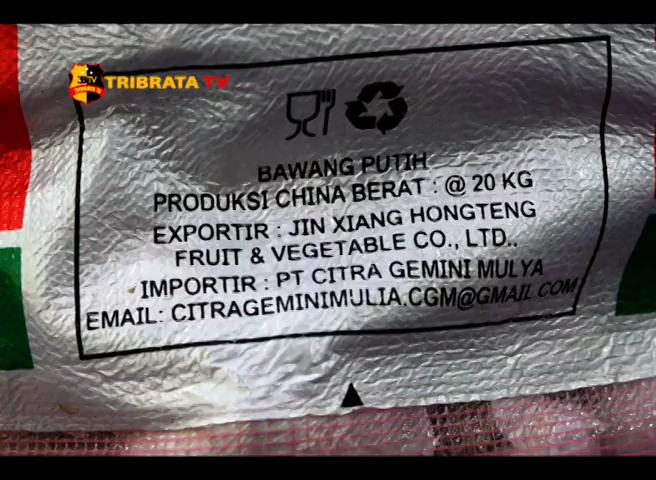 TRIBRATA TV
BAWANG PUTIH
PRODUKSI CHINA BERAT : @ 20 KG
EXPORTIR : JIN XIANG HONGTENG
FRUIT & VEGETABLE CO., LTD..
IMPORTIR : PT CITRA GEMINI MULYA
EMAIL: CITRAGEMINIMULIA.CGM@GMAIL.COM